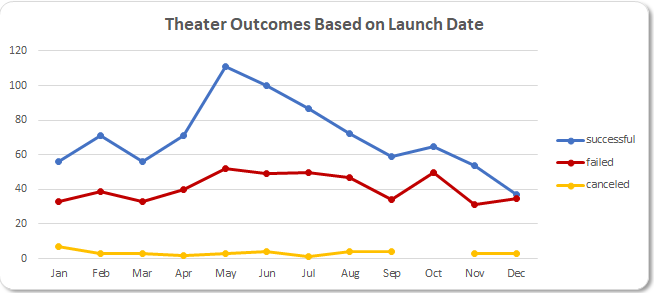 Theater Outcomes Based on Launch Date
120
100
80
60
40
20
0
Jan Feb Mar Apr May Jun Jul Aug Sep Oct Nov Dec
successful
failed
canceled